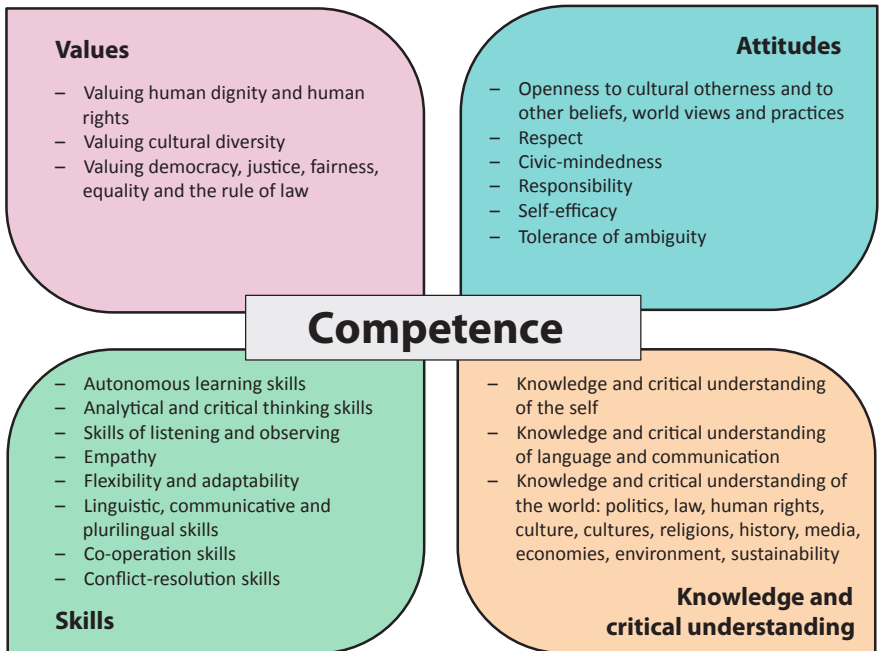 Values
– Valuing human dignity and human
rights
– Valuing cultural diversity
– Valuing democracy, justice, fairness,
equality and the rule of law
Attitudes
– Openness to cultural otherness and to
other beliefs, world views and practices
– Respect
– Civic-mindedness
– Responsibility
– Self-efficacy
– Tolerance of ambiguity
Competence
– Autonomous learning skills
– Analytical and critical thinking skills
– Skills of listening and observing
– Empathy
– Flexibility and adaptability
– Linguistic, communicative and
plurilingual skills
– Co-operation skills
– Conflict-resolution skills
Skills
– Knowledge and critical understanding
of the self
– Knowledge and critical understanding
of language and communication
– Knowledge and critical understanding of
the world: politics, law, human rights,
culture, cultures, religions, history, media,
economies, environment, sustainability
Knowledge and
critical understanding